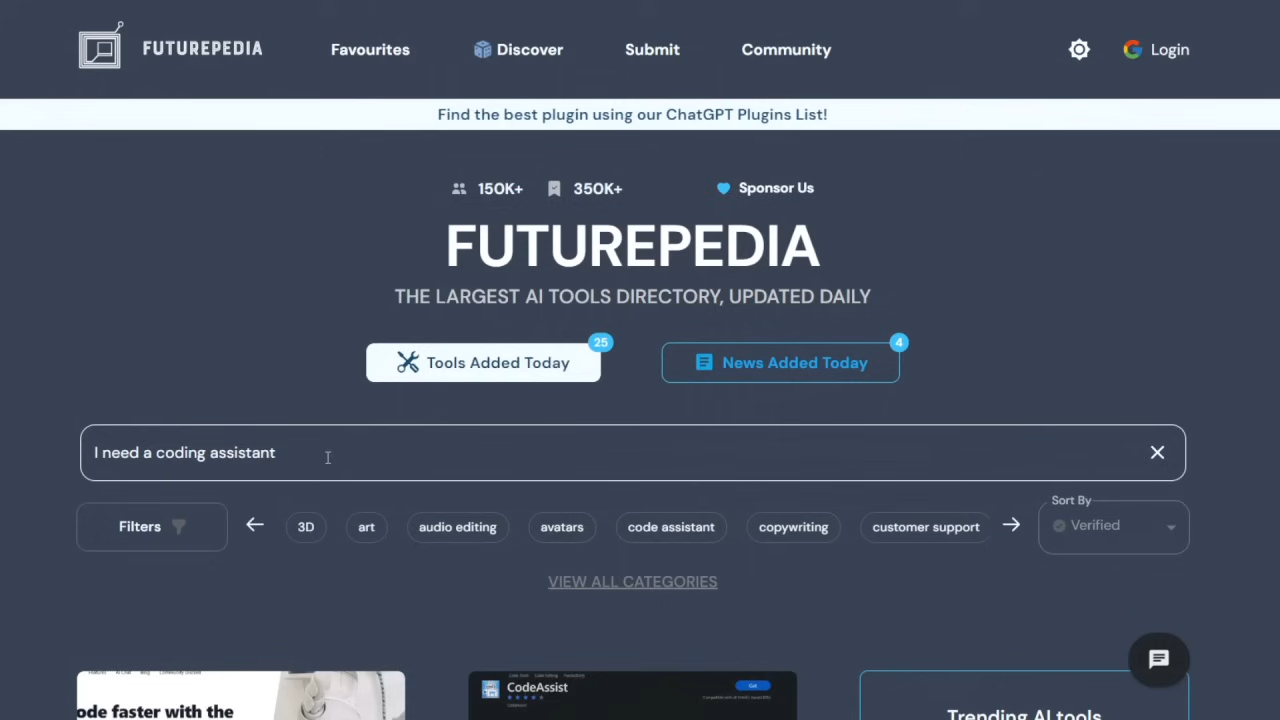 FUTUREPEDIA
Favourites
Discover
Submit
Community
Login
Find the best plugin using our ChatGPT Plugins List!
150K+
350K+
Sponsor Us
FUTUREPEDIA
THE LARGEST AI TOOLS DIRECTORY, UPDATED DAILY
Tools Added Today
25
News Added Today
4
I need a coding assistant
Filters
3D
art
audio editing
avatars
code assistant
copywriting
customer support
Sort By
Verified
VIEW ALL CATEGORIES
ode faster with the
CodeAssist
Trending AI tools